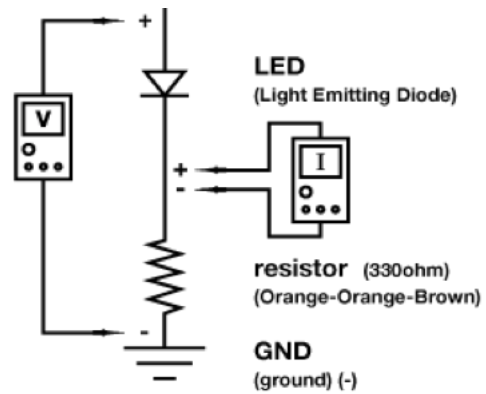 +
V
LED
(Light Emitting Diode)
+
-
I
resistor (330ohm)
(Orange-Orange-Brown)
-
GND
(ground) (-)